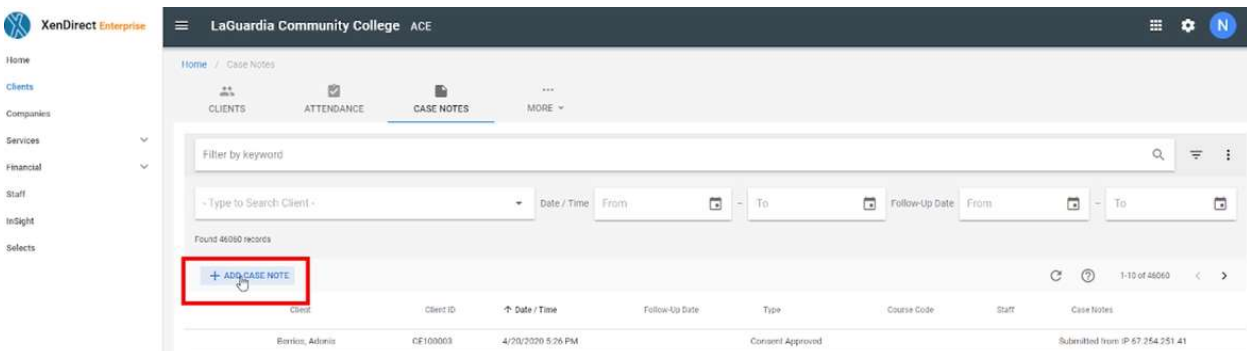 XenDirect Enterprise
LaGuardia Community College ACE
N
Home
Clients
Companies
Services
Financial
Staff
InSight
Selects
Home / Case Notes
CLIENTS ATTENDANCE CASE NOTES MORE
Filter by keyword
- Type to Search Client - Date / Time From – To Follow-Up Date From – To
Found 46060 records
+ ADD CASE NOTE 1-10 of 46060
Client Client ID Date / Time Follow-Up Date Type Course Code Staff Case Notes
Berrios, Adonis CE100003 4/20/2020 5:26 PM Consent Approved Submitted from IP 67.254.251.41